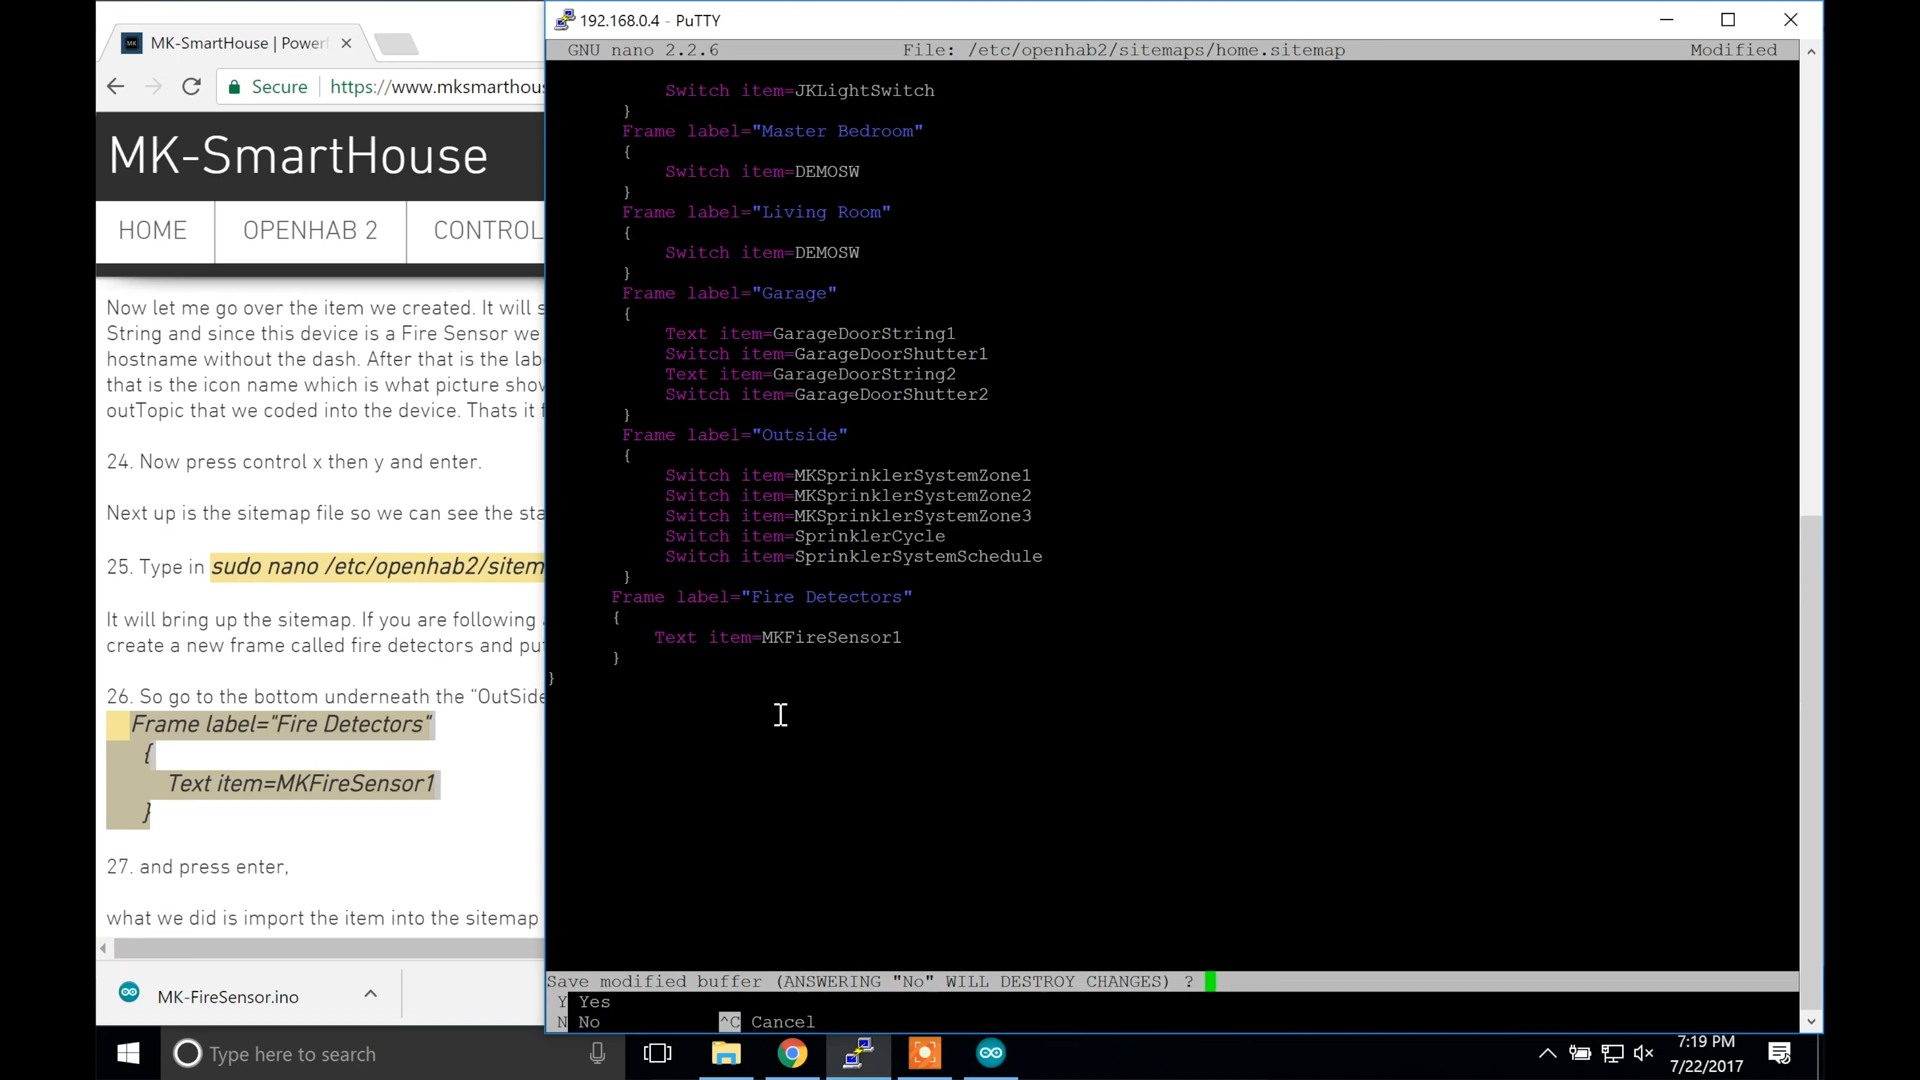 MK-SmartHouse | Powerf
Secure
https://www.mksmarthous
MK-SmartHouse
HOME
OPENHAB 2
CONTROL
Now let me go over the item we created. It will s
String and since this device is a Fire Sensor we
hostname without the dash. After that is the lab
that is the icon name which is what picture show
outTopic that we coded into the device. Thats it f
24. Now press control x then y and enter.
Next up is the sitemap file so we can see the sta
25. Type in sudo nano /etc/openhab2/sitem
It will bring up the sitemap. If you are following
create a new frame called fire detectors and pu
26. So go to the bottom underneath the “OutSide
Frame label="Fire Detectors"
{
Text item=MKFireSensor1
}
27. and press enter,
what we did is import the item into the sitemap
MK-FireSensor.ino
192.168.0.4 - PuTTY
GNU nano 2.2.6 File: /etc/openhab2/sitemaps/home.sitemap Modified
Switch item=JKLightSwitch
}
Frame label="Master Bedroom"
{
Switch item=DEMOSW
}
Frame label="Living Room"
{
Switch item=DEMOSW
}
Frame label="Garage"
{
Text item=GarageDoorString1
Switch item=GarageDoorShutter1
Text item=GarageDoorString2
Switch item=GarageDoorShutter2
}
Frame label="Outside"
{
Switch item=MKSprinklerSystemZone1
Switch item=MKSprinklerSystemZone2
Switch item=MKSprinklerSystemZone3
Switch item=SprinklerCycle
Switch item=SprinklerSystemSchedule
}
Frame label="Fire Detectors"
{
Text item=MKFireSensor1
}
}
Save modified buffer (ANSWERING "No" WILL DESTROY CHANGES) ?
Y Yes
N No ^C Cancel
Type here to search
7:19 PM
7/22/2017